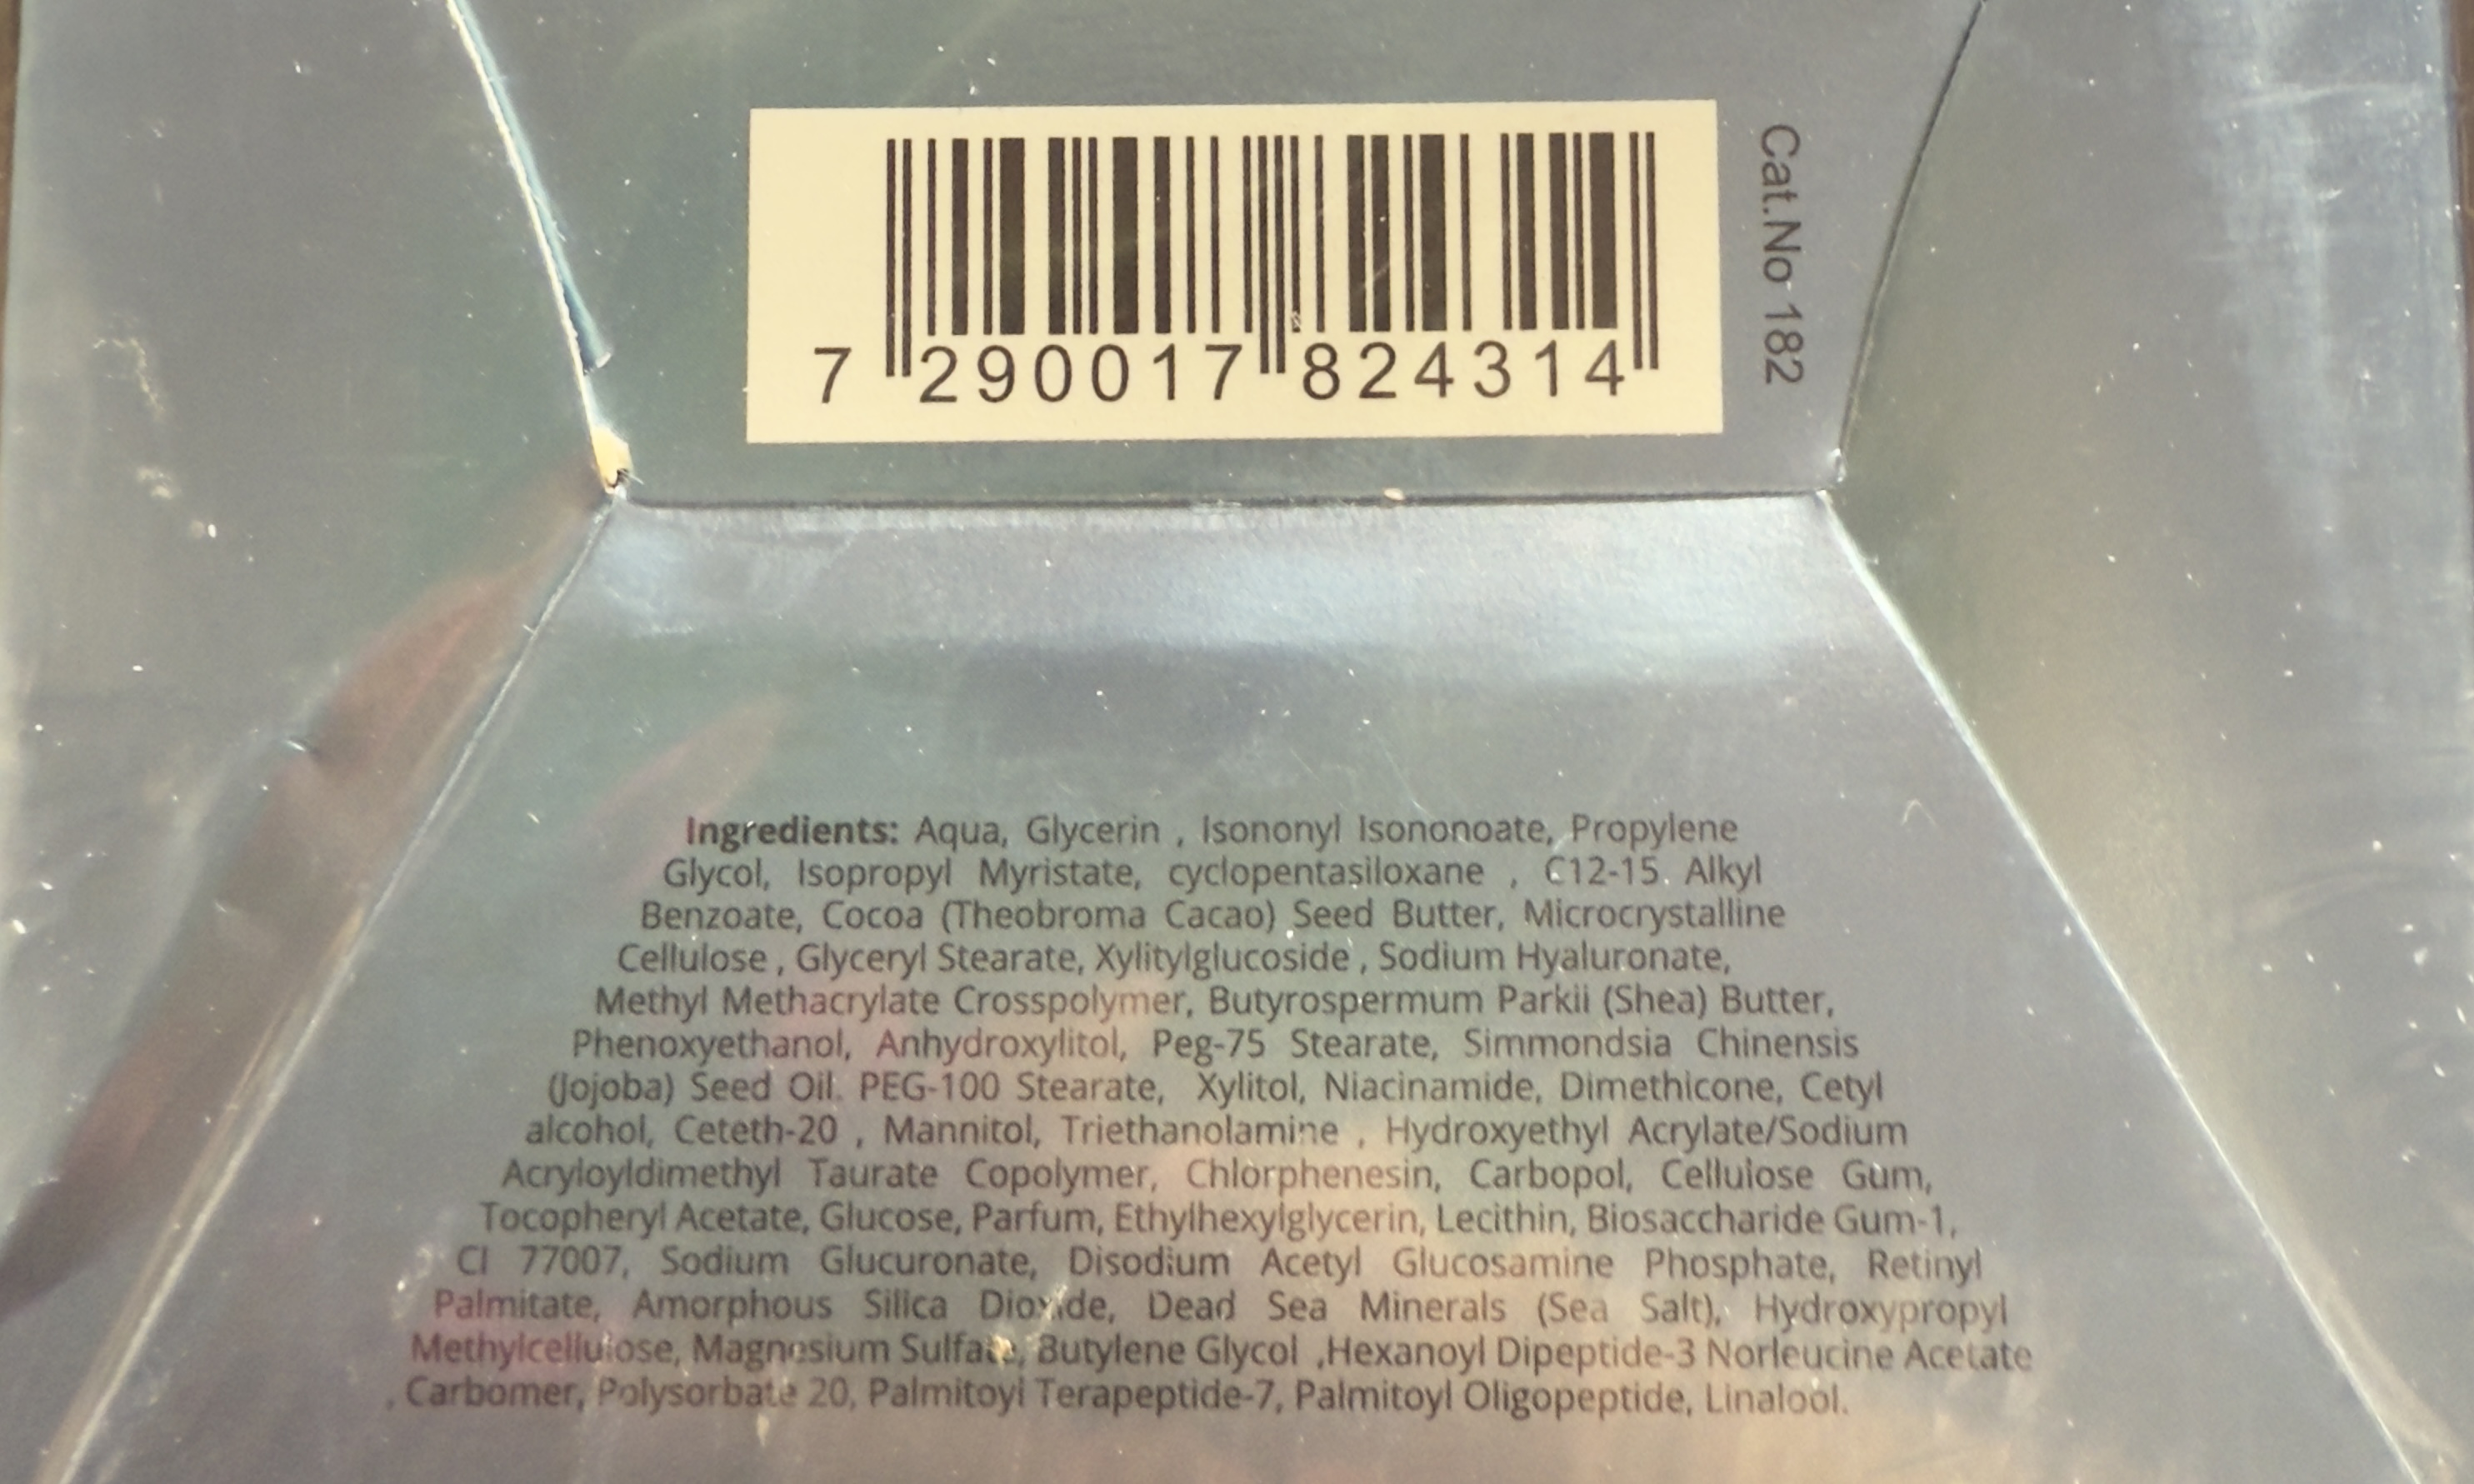 7 290017 824314
Cat.No 182
Ingredients: Aqua, Glycerin , Isononyl Isononoate, Propylene
Glycol, Isopropyl Myristate, cyclopentasiloxane , C12-15. Alkyl
Benzoate, Cocoa (Theobroma Cacao) Seed Butter, Microcrystalline
Cellulose , Glyceryl Stearate, Xylitylglucoside , Sodium Hyaluronate,
Methyl Methacrylate Crosspolymer, Butyrospermum Parkii (Shea) Butter,
Phenoxyethanol, Anhydroxylitol, Peg-75 Stearate, Simmondsia Chinensis
(Jojoba) Seed Oil. PEG-100 Stearate, Xylitol, Niacinamide, Dimethicone, Cetyl
alcohol, Ceteth-20 , Mannitol, Triethanolamine , Hydroxyethyl Acrylate/Sodium
Acryloyldimethyl Taurate Copolymer, Chlorphenesin, Carbopol, Cellulose Gum,
Tocopheryl Acetate, Glucose, Parfum, Ethylhexylglycerin, Lecithin, Biosaccharide Gum-1,
CI 77007, Sodium Glucuronate, Disodium Acetyl Glucosamine Phosphate, Retinyl
Palmitate, Amorphous Silica Dioxide, Dead Sea Minerals (Sea Salt), Hydroxypropyl
Methylcellulose, Magnesium Sulfate, Butylene Glycol ,Hexanoyl Dipeptide-3 Norleucine Acetate
, Carbomer, Polysorbate 20, Palmitoyl Terapeptide-7, Palmitoyl Oligopeptide, Linalool.